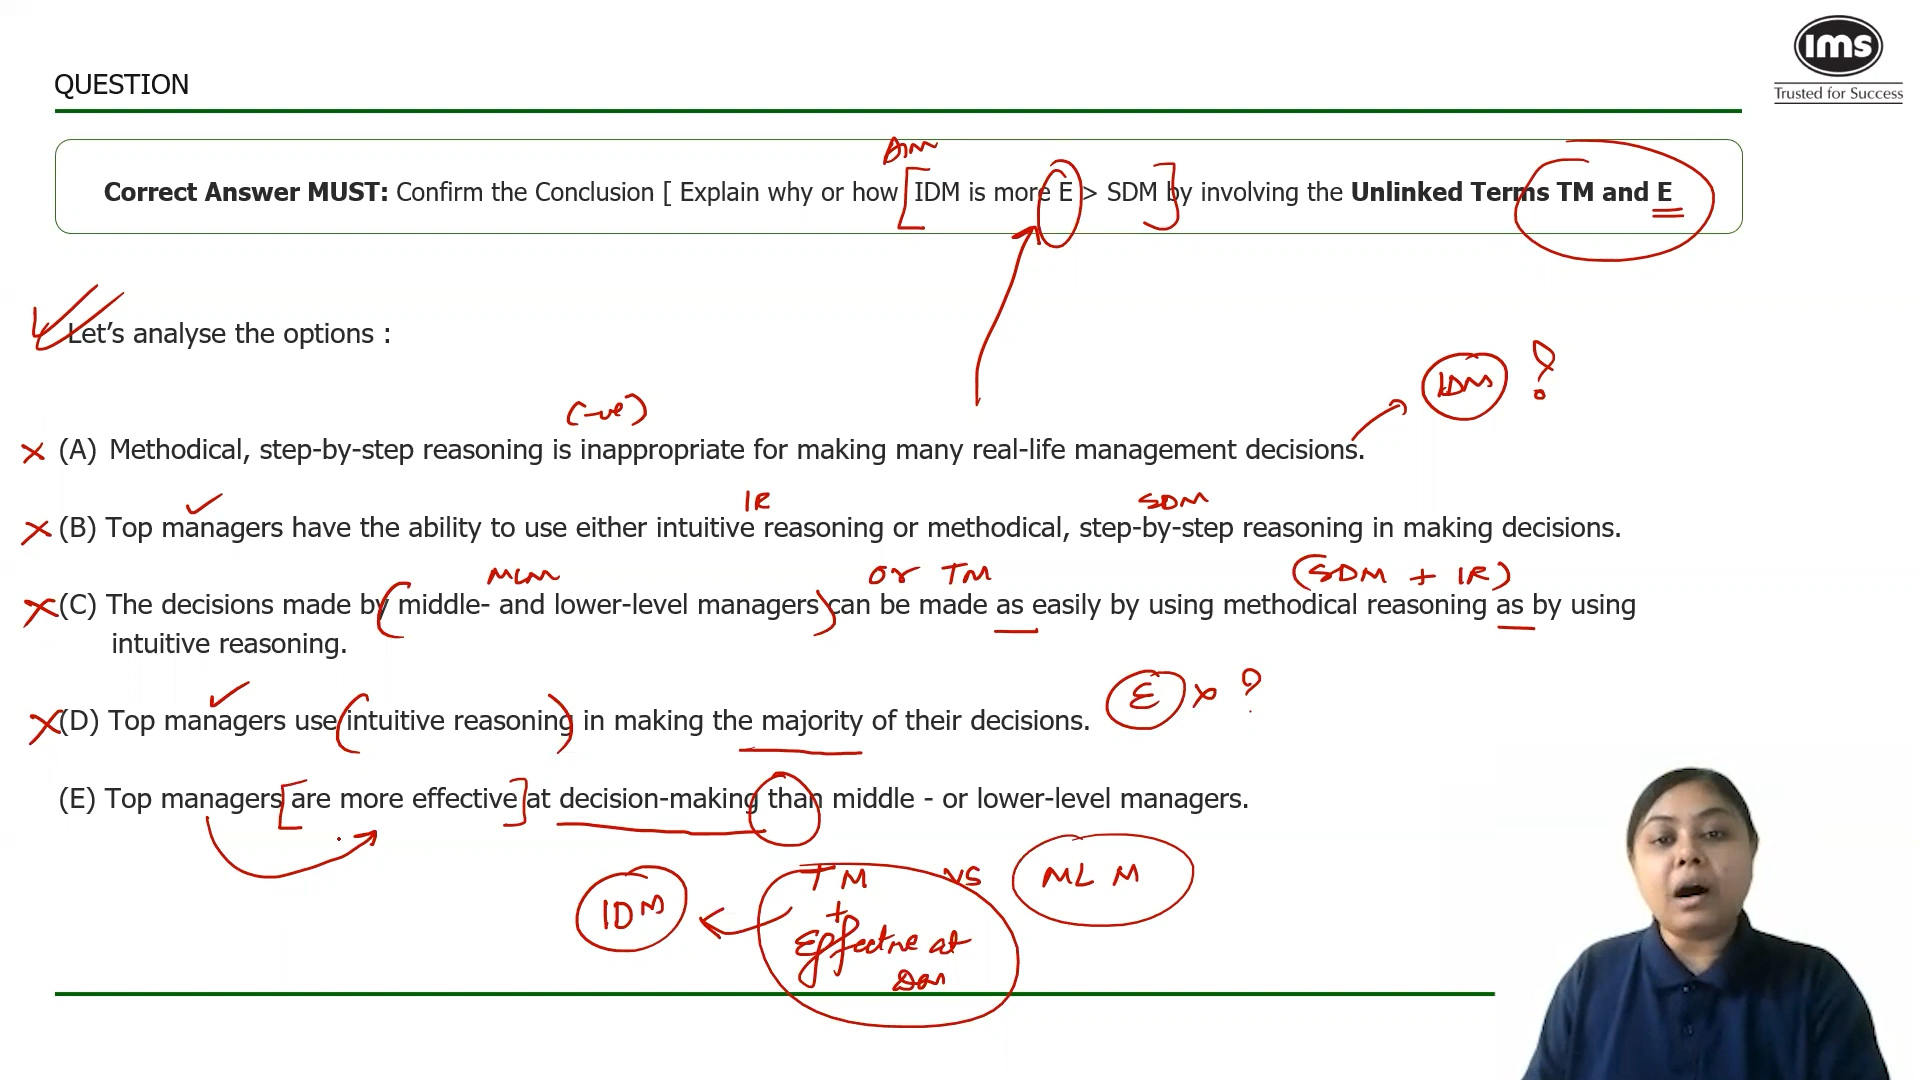 ims
Trusted for Success
QUESTION
DM
Correct Answer MUST: Confirm the Conclusion [ Explain why or how IDM is more E > SDM by involving the Unlinked Terms TM and E
Let's analyse the options :
IDM ?
(-ve)
× (A) Methodical, step-by-step reasoning is inappropriate for making many real-life management decisions.
IR SDM
× (B) Top managers have the ability to use either intuitive reasoning or methodical, step-by-step reasoning in making decisions.
MLM or TM (SDM + IR)
× (C) The decisions made by middle- and lower-level managers can be made as easily by using methodical reasoning as by using
intuitive reasoning.
E × ?
× (D) Top managers use intuitive reasoning in making the majority of their decisions.
(E) Top managers are more effective at decision-making than middle - or lower-level managers.
TM vs MLM
IDM +
Effective at